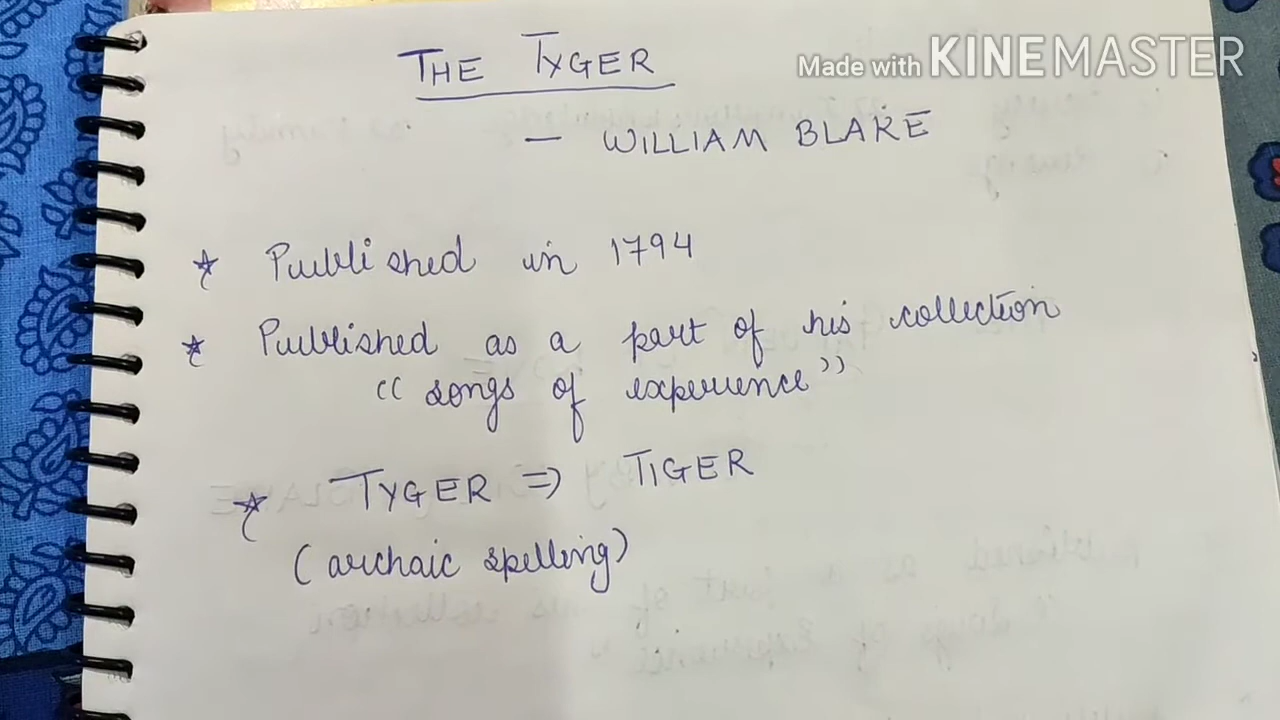 THE TYGER
Made with KINEMASTER
— WILLIAM BLAKE
☆ Published in 1794
☆ Published as a part of his collection
“ songs of experience ”
☆ TYGER ⇒ TIGER
(archaic spelling)